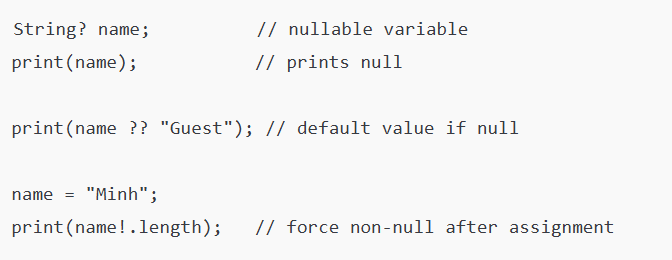 String? name;          // nullable variable
print(name);           // prints null
print(name ?? "Guest"); // default value if null
name = "Minh";
print(name!.length);   // force non-null after assignment